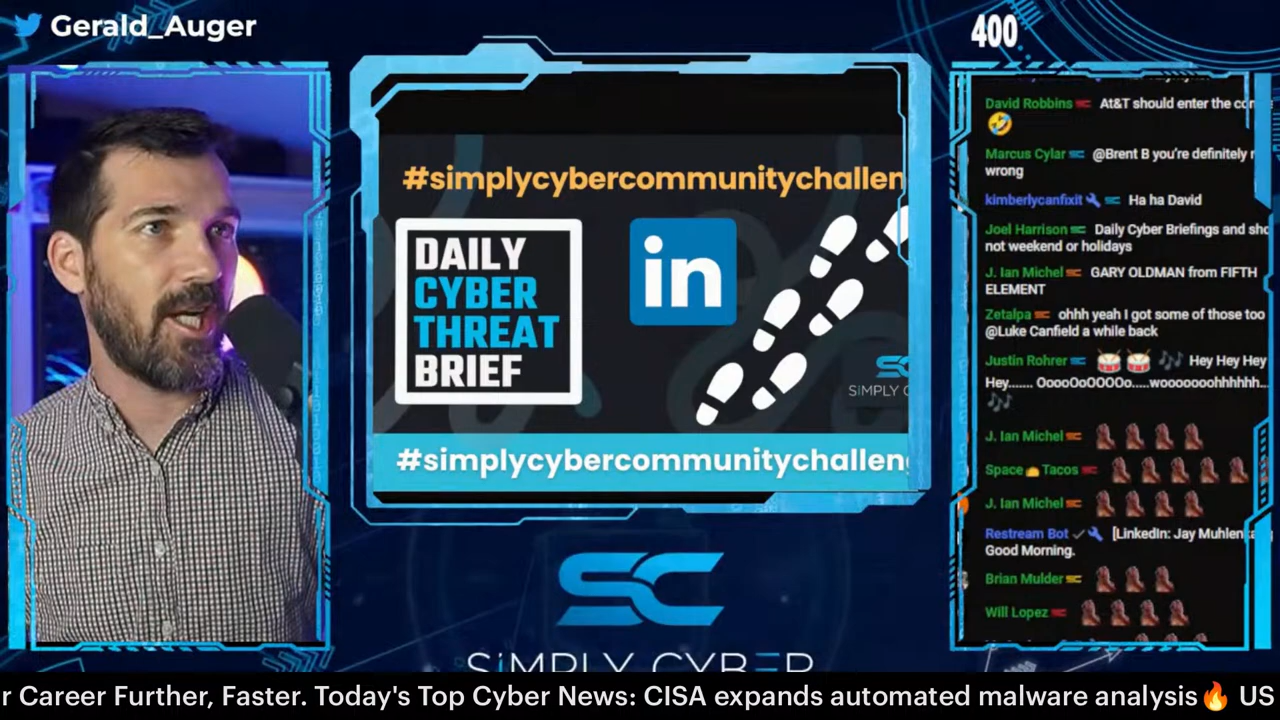 Gerald_Auger
400
#simplycybercommunitychallen
DAILY
CYBER
THREAT
BRIEF
in
SC
SIMPLY C
#simplycybercommunitychalleng
SC
SIMPLY CYBER
David Robbins At&T should enter the
Marcus Cylar @Brent B you're definitely
wrong
kimberlycanfixit Ha ha David
Joel Harrison Daily Cyber Briefings and
not weekend or holidays
J. Ian Michel GARY OLDMAN from FIFTH
ELEMENT
Zetalpa ohhh yeah I got some of those too
@Luke Canfield a while back
Justin Rohrer Hey Hey Hey
Hey....... OoooOoOOOOo.....wooooooohhhhhh...
J. Ian Michel
Space Tacos
J. Ian Michel
Restream Bot [LinkedIn: Jay
Good Morning.
Brian Mulder
Will Lopez
r Career Further, Faster. Today's Top Cyber News: CISA expands automated malware analysis🔥 US